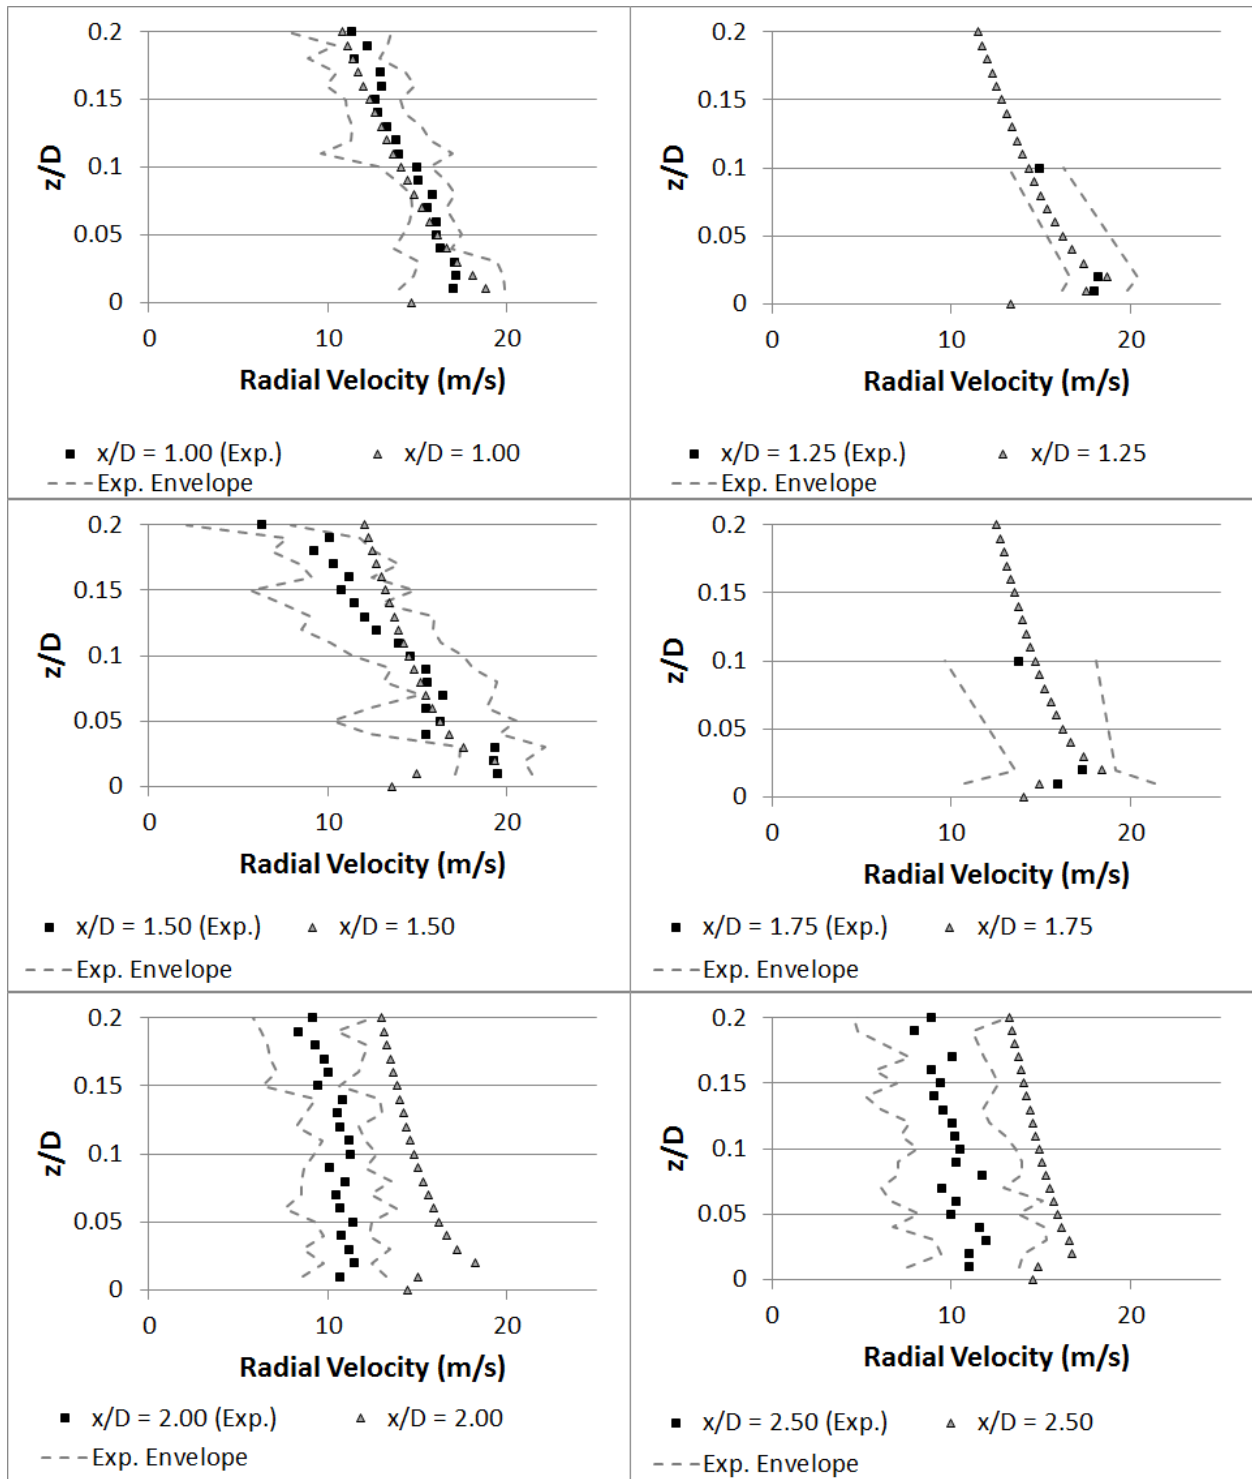 0.2
0.15
0.1
0.05
0
z/D
0 10 20
Radial Velocity (m/s)
x/D = 1.00 (Exp.) x/D = 1.00
Exp. Envelope
0.2
0.15
0.1
0.05
0
z/D
0 10 20
Radial Velocity (m/s)
x/D = 1.25 (Exp.) x/D = 1.25
Exp. Envelope
0.2
0.15
0.1
0.05
0
z/D
0 10 20
Radial Velocity (m/s)
x/D = 1.50 (Exp.) x/D = 1.50
Exp. Envelope
0.2
0.15
0.1
0.05
0
z/D
0 10 20
Radial Velocity (m/s)
x/D = 1.75 (Exp.) x/D = 1.75
Exp. Envelope
0.2
0.15
0.1
0.05
0
z/D
0 10 20
Radial Velocity (m/s)
x/D = 2.00 (Exp.) x/D = 2.00
Exp. Envelope
0.2
0.15
0.1
0.05
0
z/D
0 10 20
Radial Velocity (m/s)
x/D = 2.50 (Exp.) x/D = 2.50
Exp. Envelope